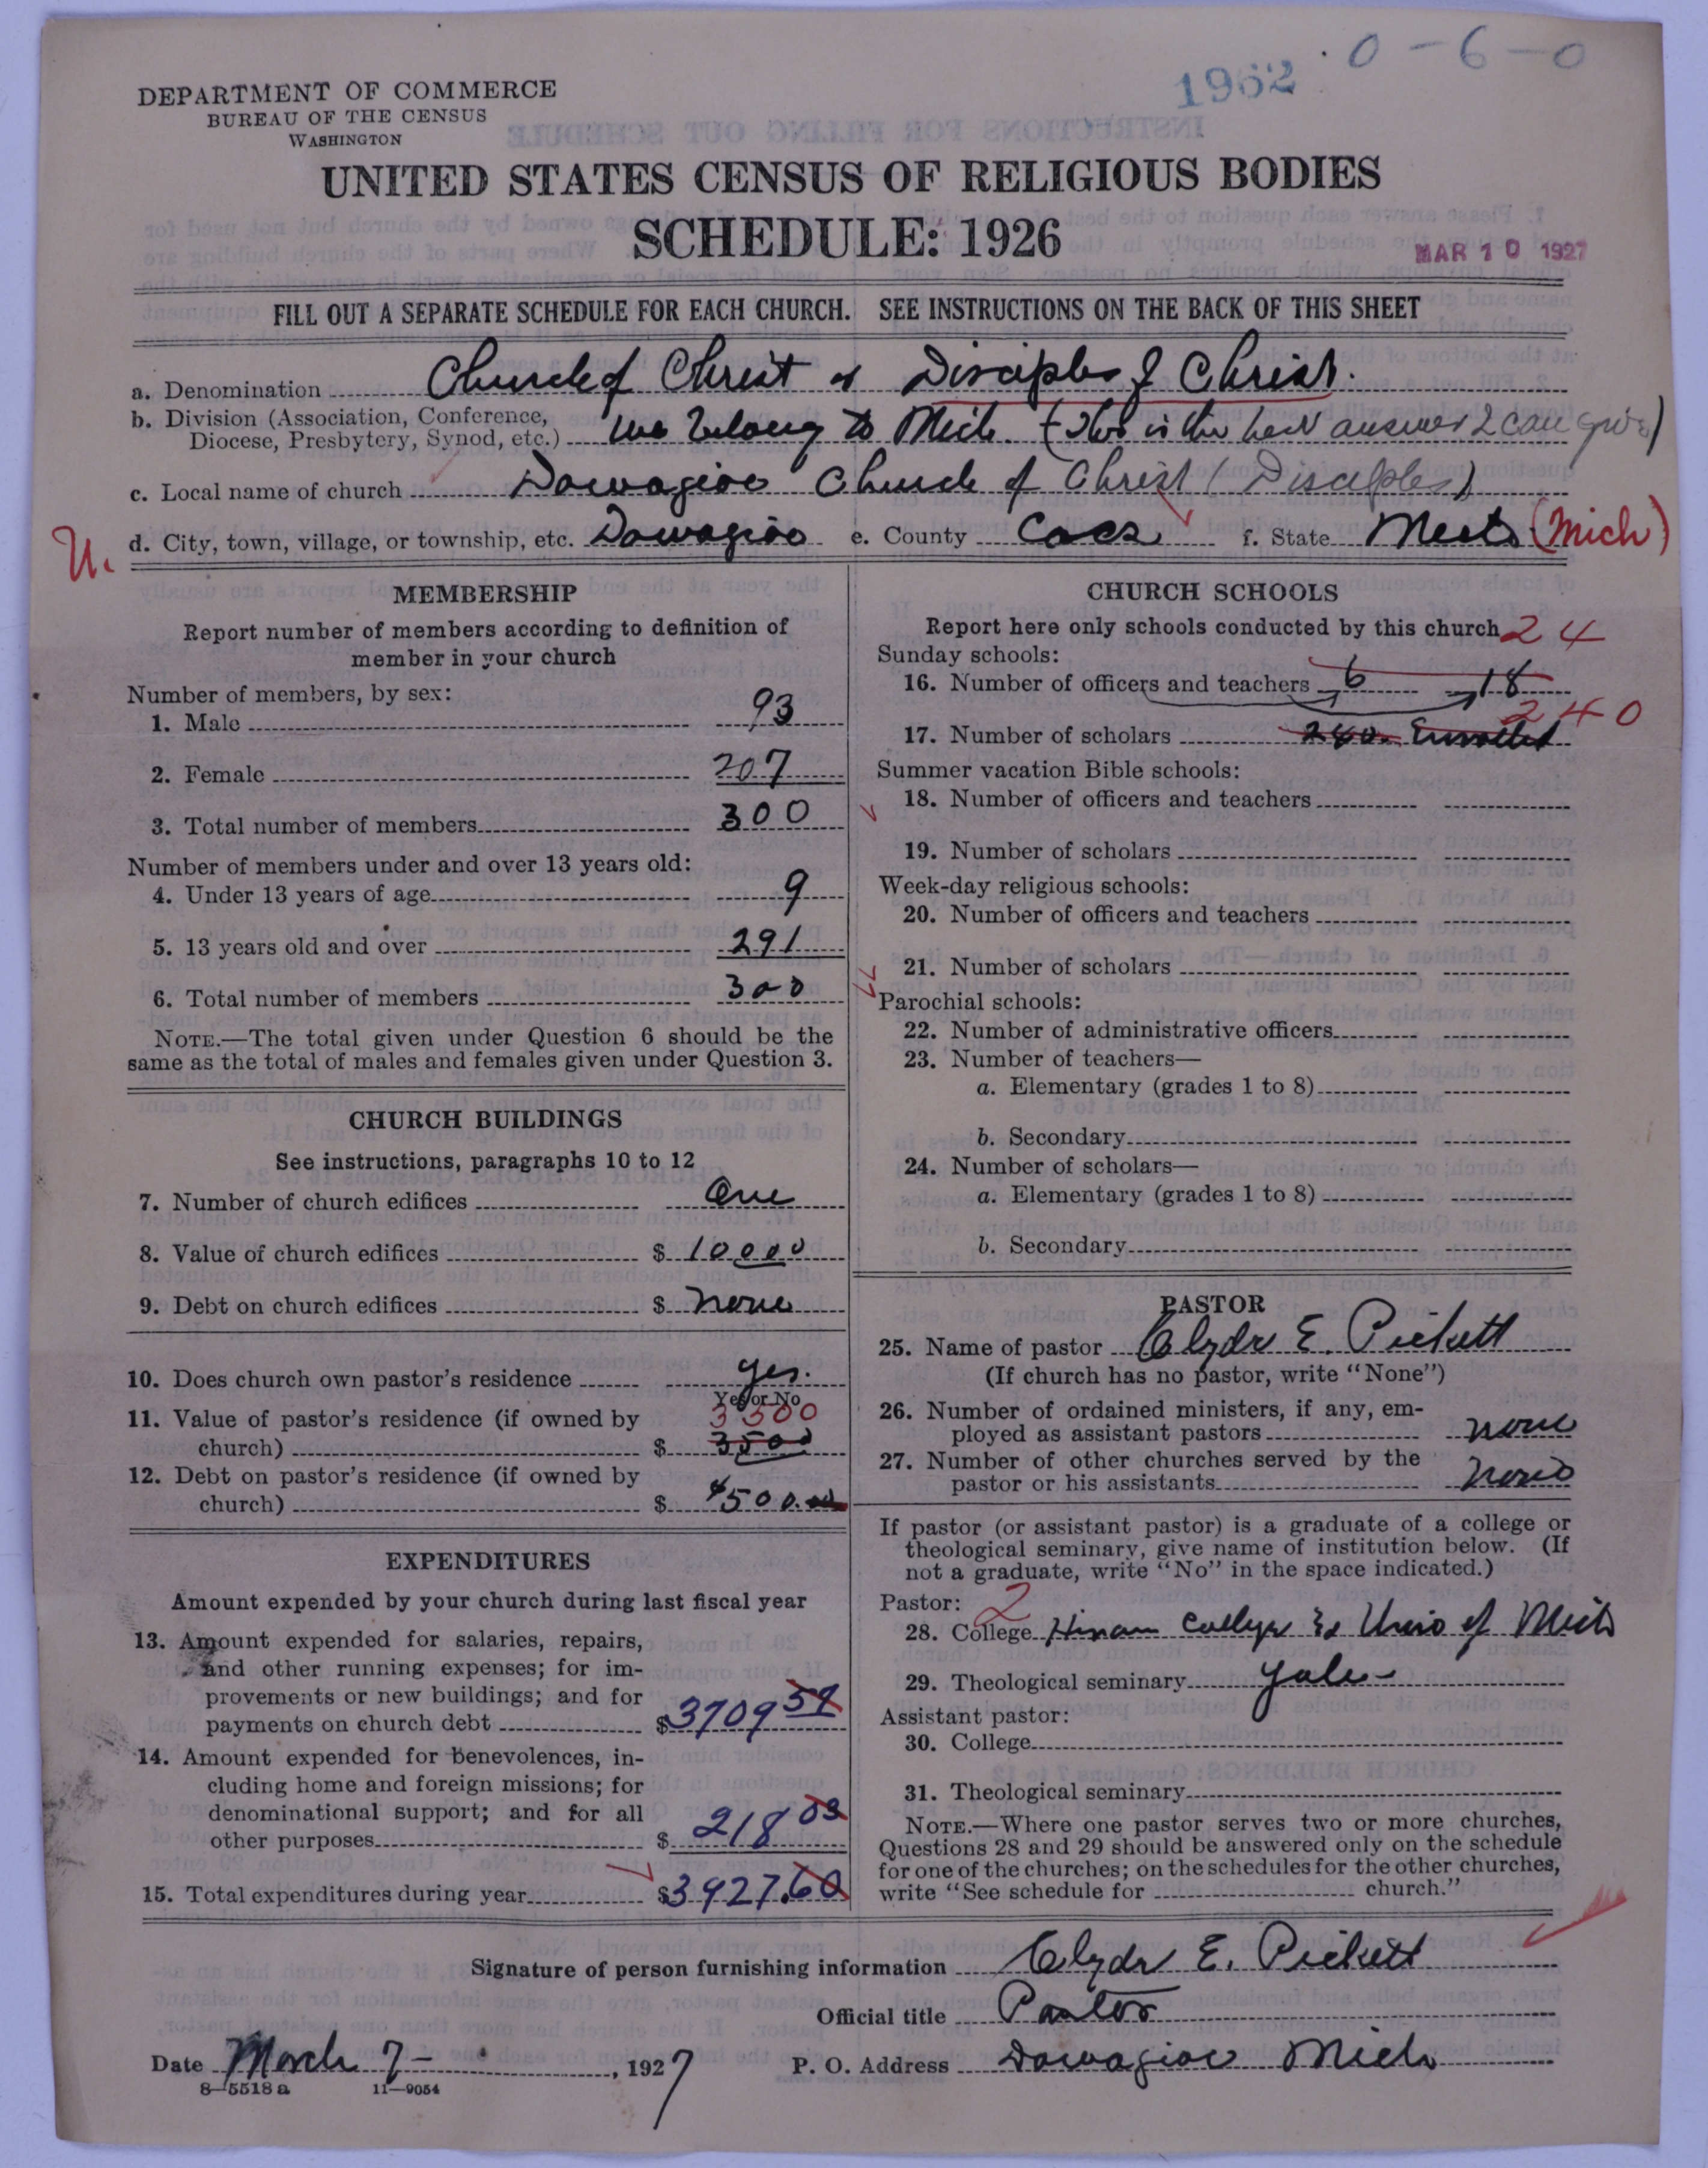 1962 0-6-0
DEPARTMENT OF COMMERCE
BUREAU OF THE CENSUS
WASHINGTON
UNITED STATES CENSUS OF RELIGIOUS BODIES
SCHEDULE: 1926
MAR 10 1927
FILL OUT A SEPARATE SCHEDULE FOR EACH CHURCH. SEE INSTRUCTIONS ON THE BACK OF THIS SHEET
a. Denomination Church of Christ or Disciples of Christ.
b. Division (Association, Conference,
Diocese, Presbytery, Synod, etc.) we belong to Mich. (This is the best answer I can give)
c. Local name of church Dowagiac Church of Christ (Disciples)
d. City, town, village, or township, etc. Dowagiac e. County Cass f. State Mich (Mich)
U.
MEMBERSHIP
Report number of members according to definition of
member in your church
Number of members, by sex:
1. Male 93
2. Female 207
3. Total number of members 300
Number of members under and over 13 years old:
4. Under 13 years of age 9
5. 13 years old and over 291
6. Total number of members 300
NOTE.—The total given under Question 6 should be the
same as the total of males and females given under Question 3.
CHURCH BUILDINGS
See instructions, paragraphs 10 to 12
7. Number of church edifices One
8. Value of church edifices $ 10000
9. Debt on church edifices $ none
10. Does church own pastor's residence yes.
Yes or No
11. Value of pastor's residence (if owned by 3500
church) $ 3500
12. Debt on pastor's residence (if owned by
church) $ $500.00
EXPENDITURES
Amount expended by your church during last fiscal year
13. Amount expended for salaries, repairs,
and other running expenses; for im-
provements or new buildings; and for
payments on church debt $3709 57
14. Amount expended for benevolences, in-
cluding home and foreign missions; for
denominational support; and for all
other purposes $ 218 03
15. Total expenditures during year $3927.60
CHURCH SCHOOLS
Report here only schools conducted by this church 24
Sunday schools:
16. Number of officers and teachers 6 18
240
17. Number of scholars 240 Enrolled
Summer vacation Bible schools:
18. Number of officers and teachers
19. Number of scholars
Week-day religious schools:
20. Number of officers and teachers
21. Number of scholars
Parochial schools:
22. Number of administrative officers
23. Number of teachers—
a. Elementary (grades 1 to 8)
b. Secondary
24. Number of scholars—
a. Elementary (grades 1 to 8)
b. Secondary
PASTOR
25. Name of pastor Clyde E. Pickett
(If church has no pastor, write "None")
26. Number of ordained ministers, if any, em-
ployed as assistant pastors none
27. Number of other churches served by the
pastor or his assistants none
If pastor (or assistant pastor) is a graduate of a college or
theological seminary, give name of institution below. (If
not a graduate, write "No" in the space indicated.)
Pastor: 2
28. College Hiram College & Univ of Mich
29. Theological seminary Yale
Assistant pastor:
30. College
31. Theological seminary
NOTE.—Where one pastor serves two or more churches,
Questions 28 and 29 should be answered only on the schedule
for one of the churches; on the schedules for the other churches,
write "See schedule for church."
Signature of person furnishing information Clyde E. Pickett
Official title Pastor
Date March 7 - , 1927 P. O. Address Dowagiac Mich
8—5518 a 11—9054